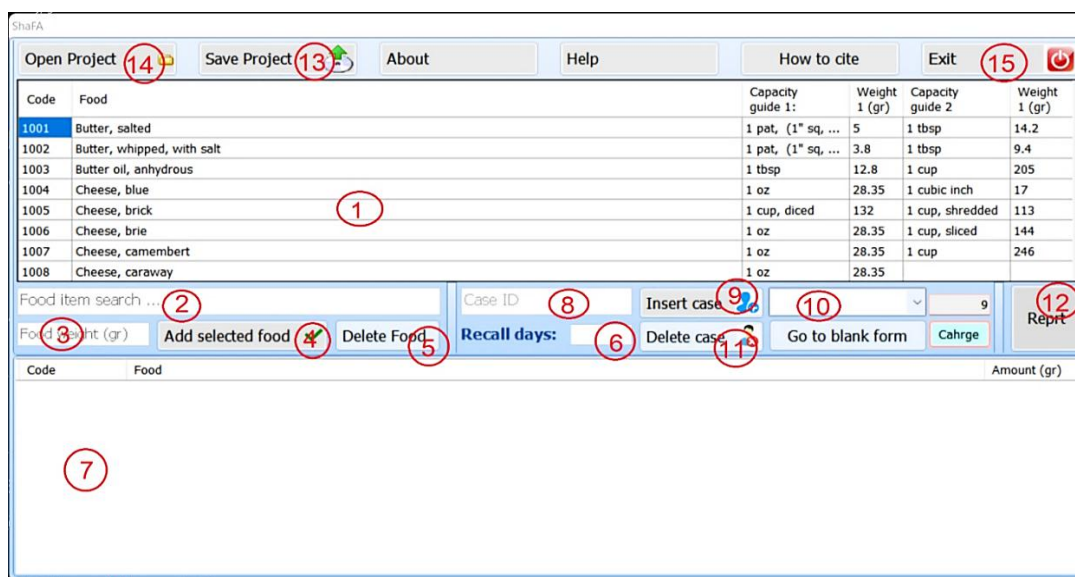 ShaFA
Open Project 14 Save Project 13 About Help How to cite Exit 15
Code Food Capacity guide 1: Weight 1 (gr) Capacity guide 2 Weight 1 (gr)
1001 Butter, salted 1 pat, (1" sq, ... 5 1 tbsp 14.2
1002 Butter, whipped, with salt 1 pat, (1" sq, ... 3.8 1 tbsp 9.4
1003 Butter oil, anhydrous 1 tbsp 12.8 1 cup 205
1004 Cheese, blue 1 oz 28.35 1 cubic inch 17
1005 Cheese, brick 1 1 cup, diced 132 1 cup, shredded 113
1006 Cheese, brie 1 oz 28.35 1 cup, sliced 144
1007 Cheese, camembert 1 oz 28.35 1 cup 246
1008 Cheese, caraway 1 oz 28.35
Food item search ... 2 Case ID 8 Insert case 9 10 9 12
Food weight (gr) 3 Add selected food 4 Delete Food 5 Recall days: 6 Delete case 11 Go to blank form Cahrge Reprt
Code Food Amount (gr)
7